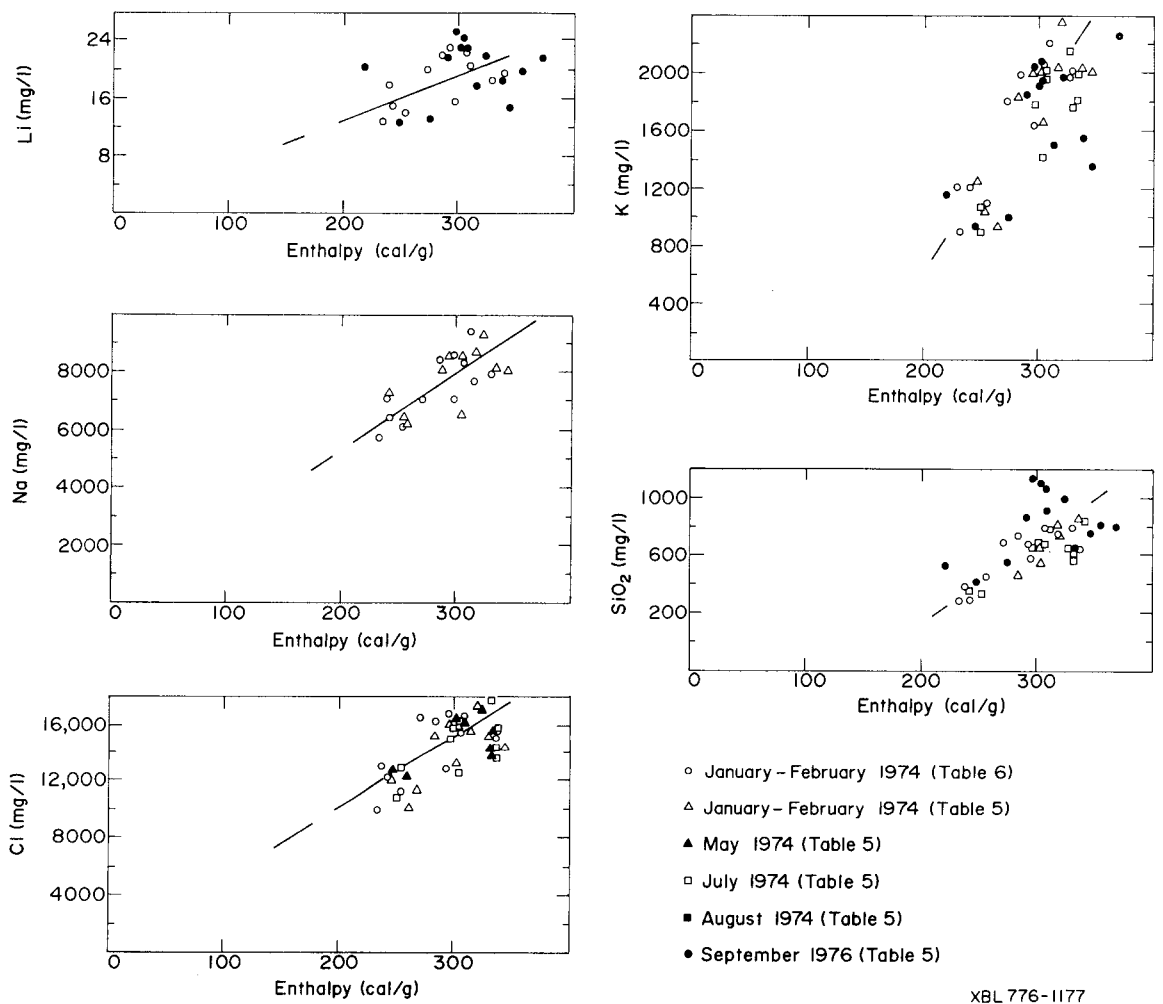 24
16
8
Li (mg/l)
0 100 200 300
Enthalpy (cal/g)
8000
6000
4000
2000
Na (mg/l)
0 100 200 300
Enthalpy (cal/g)
16,000
12,000
8000
4000
Cl (mg/l)
0 100 200 300
Enthalpy (cal/g)
2000
1600
1200
800
400
K (mg/l)
0 100 200 300
Enthalpy (cal/g)
1000
600
200
SiO2 (mg/l)
0 100 200 300
Enthalpy (cal/g)
○ January-February 1974 (Table 6)
△ January-February 1974 (Table 5)
▲ May 1974 (Table 5)
□ July 1974 (Table 5)
■ August 1974 (Table 5)
● September 1976 (Table 5)
XBL 776-1177